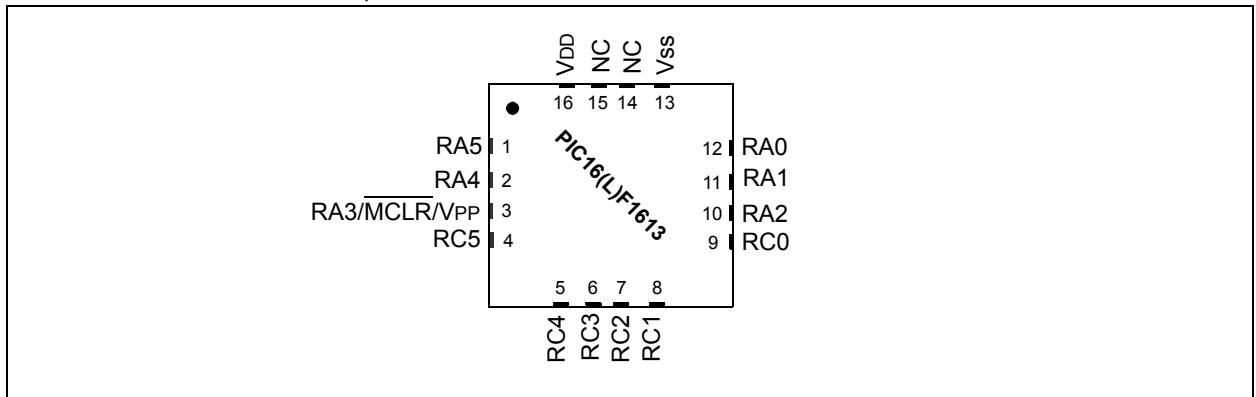 VDD NC NC Vss
16 15 14 13
RA5 1 12 RA0
RA4 2 11 RA1
RA3/MCLR/VPP 3 10 RA2
RC5 4 9 RC0
PIC16(L)F1613
5 6 7 8
RC4 RC3 RC2 RC1